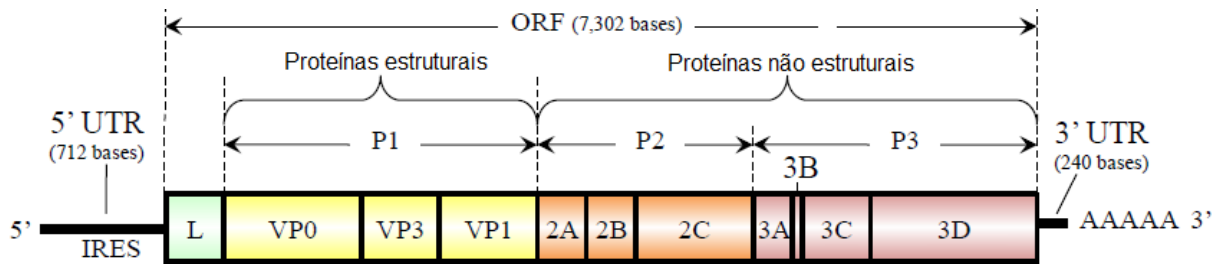 ORF (7,302 bases)
Proteínas estruturais
Proteínas não estruturais
5' UTR
(712 bases)
P1
P2
P3
3' UTR
(240 bases)
3B
5'
IRES
L
VP0
VP3
VP1
2A
2B
2C
3A
3C
3D
AAAAA 3'